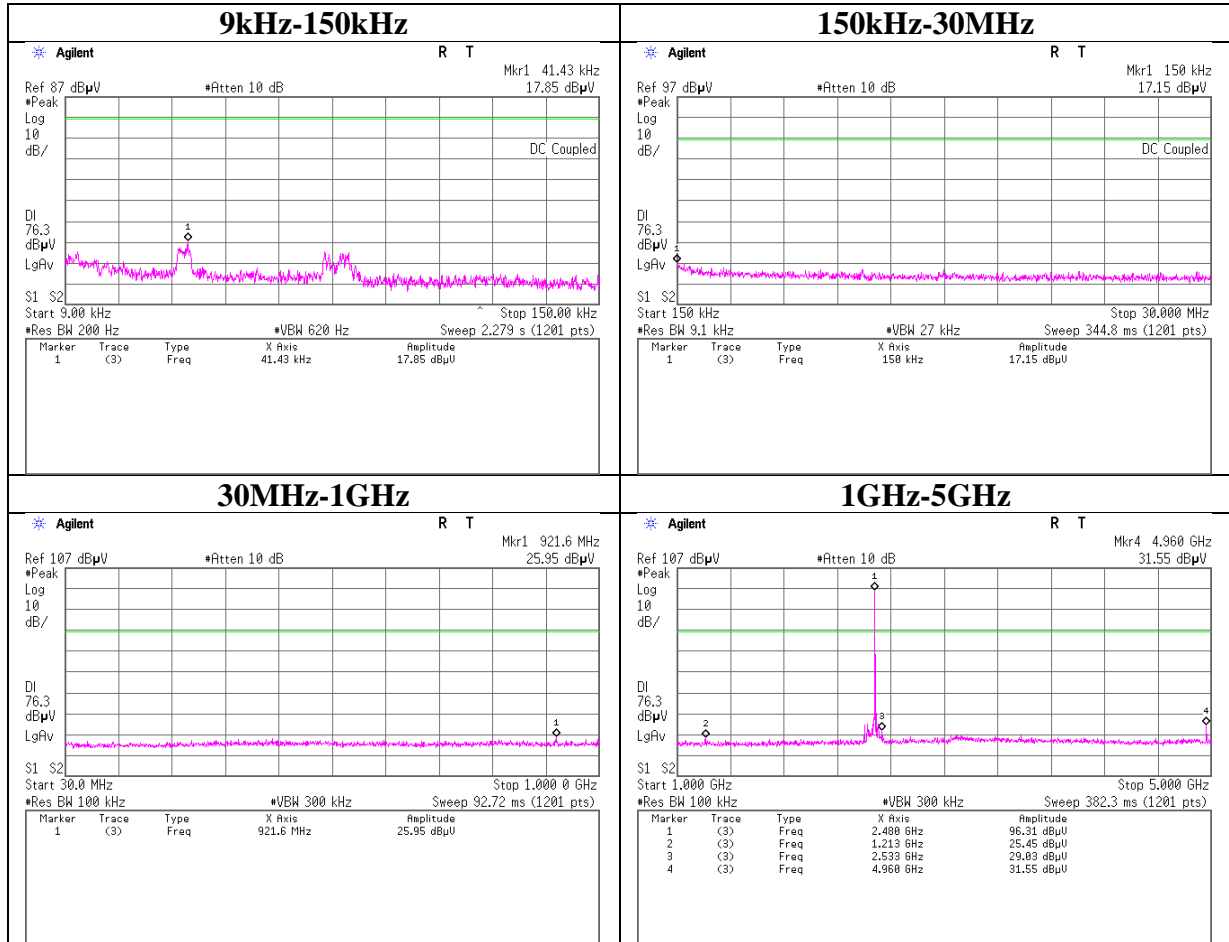 9kHz-150kHz
Agilent R T
Mkr1 41.43 kHz
Ref 87 dBµV #Atten 10 dB 17.85 dBµV
#Peak
Log
10
dB/
DC Coupled
1
DI
76.3
dBµV
LgAv
S1 S2
Start 9.00 kHz ^ Stop 150.00 kHz
#Res BW 200 Hz #VBW 620 Hz Sweep 2.279 s (1201 pts)
Marker Trace Type X Axis Amplitude
1 (3) Freq 41.43 kHz 17.85 dBµV
150kHz-30MHz
Agilent R T
Mkr1 150 kHz
Ref 97 dBµV #Atten 10 dB 17.15 dBµV
#Peak
Log
10
dB/
DC Coupled
DI
76.3
dBµV
1
LgAv
S1 S2
Start 150 kHz Stop 30.000 MHz
#Res BW 9.1 kHz #VBW 27 kHz Sweep 344.8 ms (1201 pts)
Marker Trace Type X Axis Amplitude
1 (3) Freq 150 kHz 17.15 dBµV
30MHz-1GHz
Agilent R T
Mkr1 921.6 MHz
Ref 107 dBµV #Atten 10 dB 25.95 dBµV
#Peak
Log
10
dB/
DI
76.3
dBµV
1
LgAv
S1 S2
Start 30.0 MHz Stop 1.000 0 GHz
#Res BW 100 kHz #VBW 300 kHz Sweep 92.72 ms (1201 pts)
Marker Trace Type X Axis Amplitude
1 (3) Freq 921.6 MHz 25.95 dBµV
1GHz-5GHz
Agilent R T
Mkr4 4.960 GHz
Ref 107 dBµV #Atten 10 dB 31.55 dBµV
#Peak
1
Log
10
dB/
DI
76.3
dBµV
2 3 4
LgAv
S1 S2
Start 1.000 GHz Stop 5.000 GHz
#Res BW 100 kHz #VBW 300 kHz Sweep 382.3 ms (1201 pts)
Marker Trace Type X Axis Amplitude
1 (3) Freq 2.480 GHz 96.31 dBµV
2 (3) Freq 1.213 GHz 25.45 dBµV
3 (3) Freq 2.533 GHz 29.03 dBµV
4 (3) Freq 4.960 GHz 31.55 dBµV